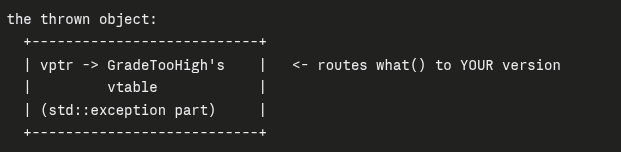 the thrown object:
+---------------------------+
| vptr -> GradeTooHigh's    |   <- routes what() to YOUR version
|         vtable            |
| (std::exception part)     |
+---------------------------+